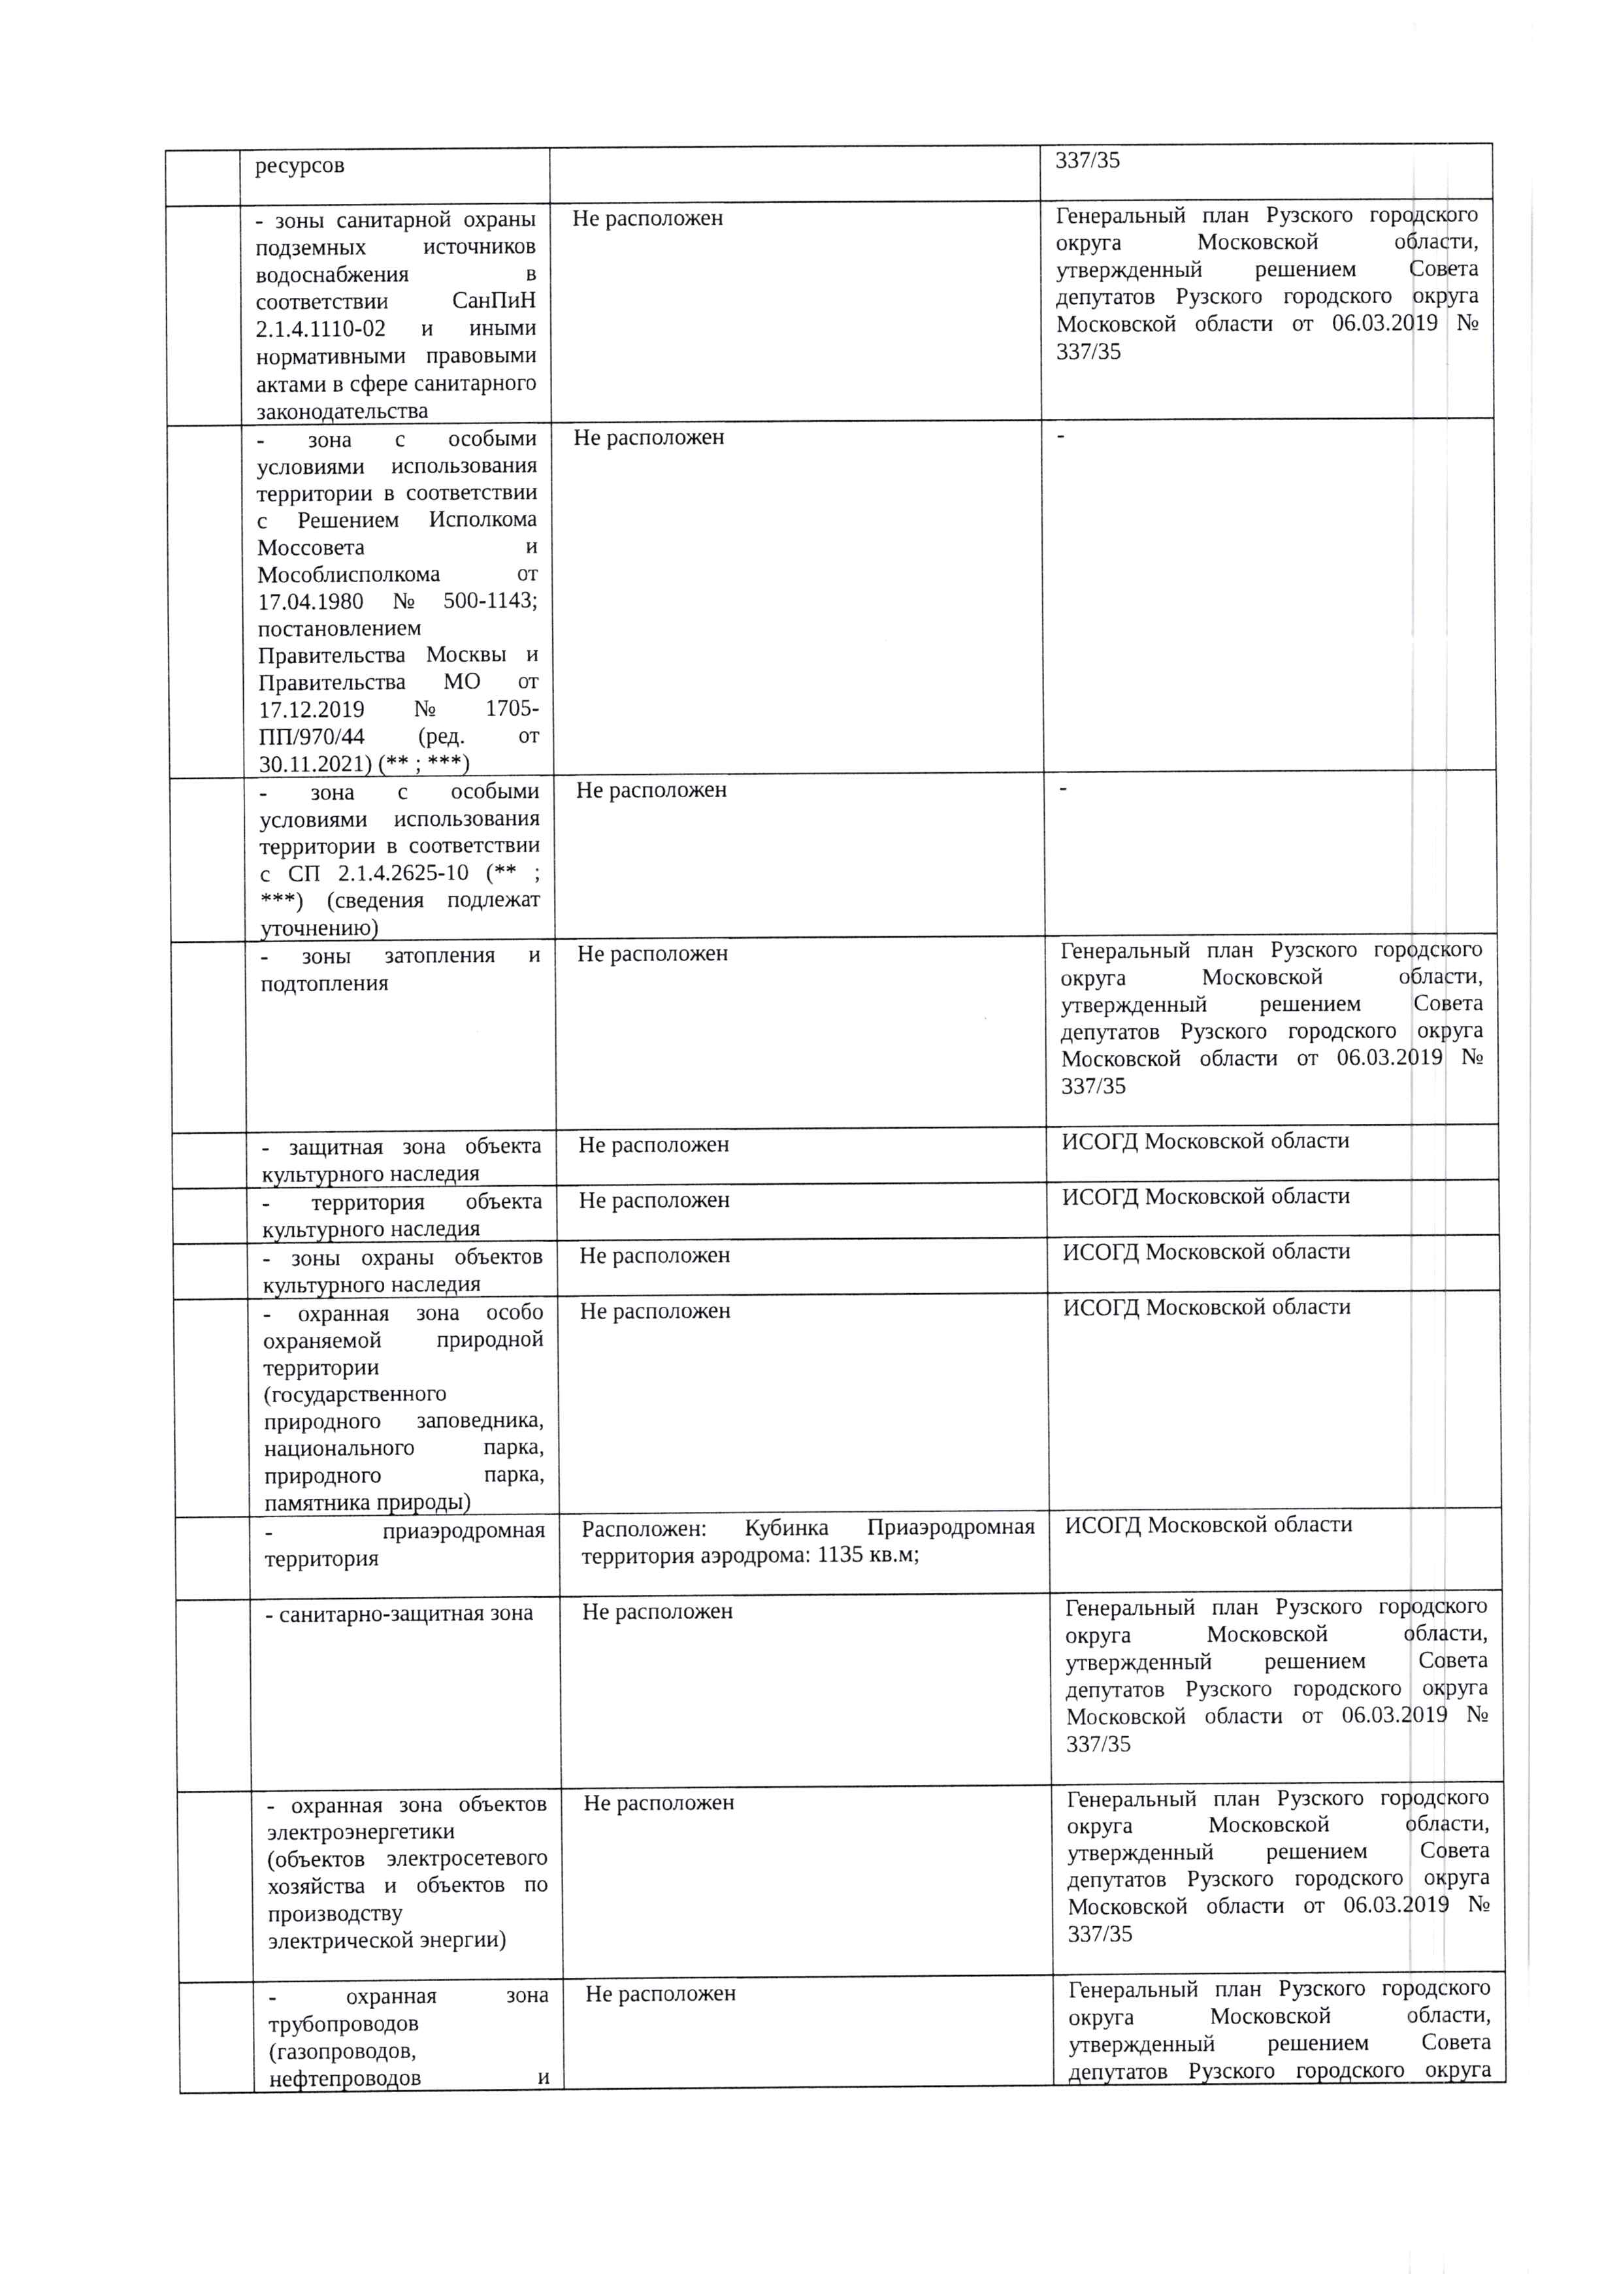 ресурсов
337/35
- зоны санитарной охраны
подземных источников
водоснабжения в
соответствии СанПиН
2.1.4.1110-02 и иными
нормативными правовыми
актами в сфере санитарного
законодательства
Не расположен
Генеральный план Рузского городского
округа Московской области,
утвержденный решением Совета
депутатов Рузского городского округа
Московской области от 06.03.2019 №
337/35
- зона с особыми
условиями использования
территории в соответствии
с Решением Исполкома
Моссовета и
Мособлисполкома от
17.04.1980 № 500-1143;
постановлением
Правительства Москвы и
Правительства МО от
17.12.2019 № 1705-
ПП/970/44 (ред. от
30.11.2021) (** ; ***)
Не расположен
-
- зона с особыми
условиями использования
территории в соответствии
с СП 2.1.4.2625-10 (** ;
***) (сведения подлежат
уточнению)
Не расположен
-
- зоны затопления и
подтопления
Не расположен
Генеральный план Рузского городского
округа Московской области,
утвержденный решением Совета
депутатов Рузского городского округа
Московской области от 06.03.2019 №
337/35
- защитная зона объекта
культурного наследия
Не расположен
ИСОГД Московской области
- территория объекта
культурного наследия
Не расположен
ИСОГД Московской области
- зоны охраны объектов
культурного наследия
Не расположен
ИСОГД Московской области
- охранная зона особо
охраняемой природной
территории
(государственного
природного заповедника,
национального парка,
природного парка,
памятника природы)
Не расположен
ИСОГД Московской области
- приаэродромная
территория
Расположен: Кубинка Приаэродромная
территория аэродрома: 1135 кв.м;
ИСОГД Московской области
- санитарно-защитная зона
Не расположен
Генеральный план Рузского городского
округа Московской области,
утвержденный решением Совета
депутатов Рузского городского округа
Московской области от 06.03.2019 №
337/35
- охранная зона объектов
электроэнергетики
(объектов электросетевого
хозяйства и объектов по
производству
электрической энергии)
Не расположен
Генеральный план Рузского городского
округа Московской области,
утвержденный решением Совета
депутатов Рузского городского округа
Московской области от 06.03.2019 №
337/35
- охранная зона
трубопроводов
(газопроводов,
нефтепроводов и
Не расположен
Генеральный план Рузского городского
округа Московской области,
утвержденный решением Совета
депутатов Рузского городского округа